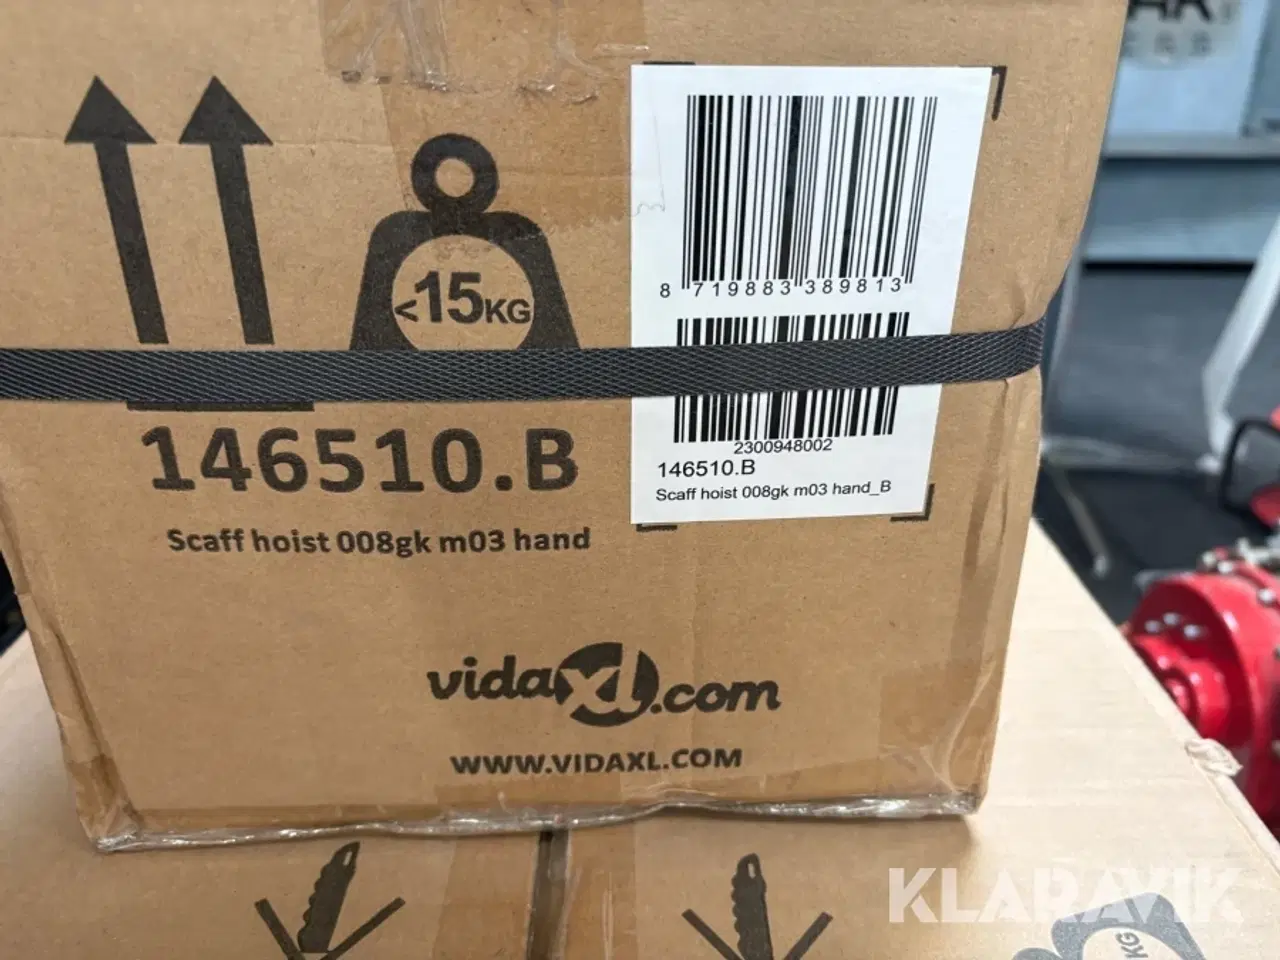 <15KG
8 719883 389813
2300948002
146510.B
Scaff hoist 008gk m03 hand_B
146510.B
Scaff hoist 008gk m03 hand
vidaXL.com
WWW.VIDAXL.COM
KLARAVIK
KG